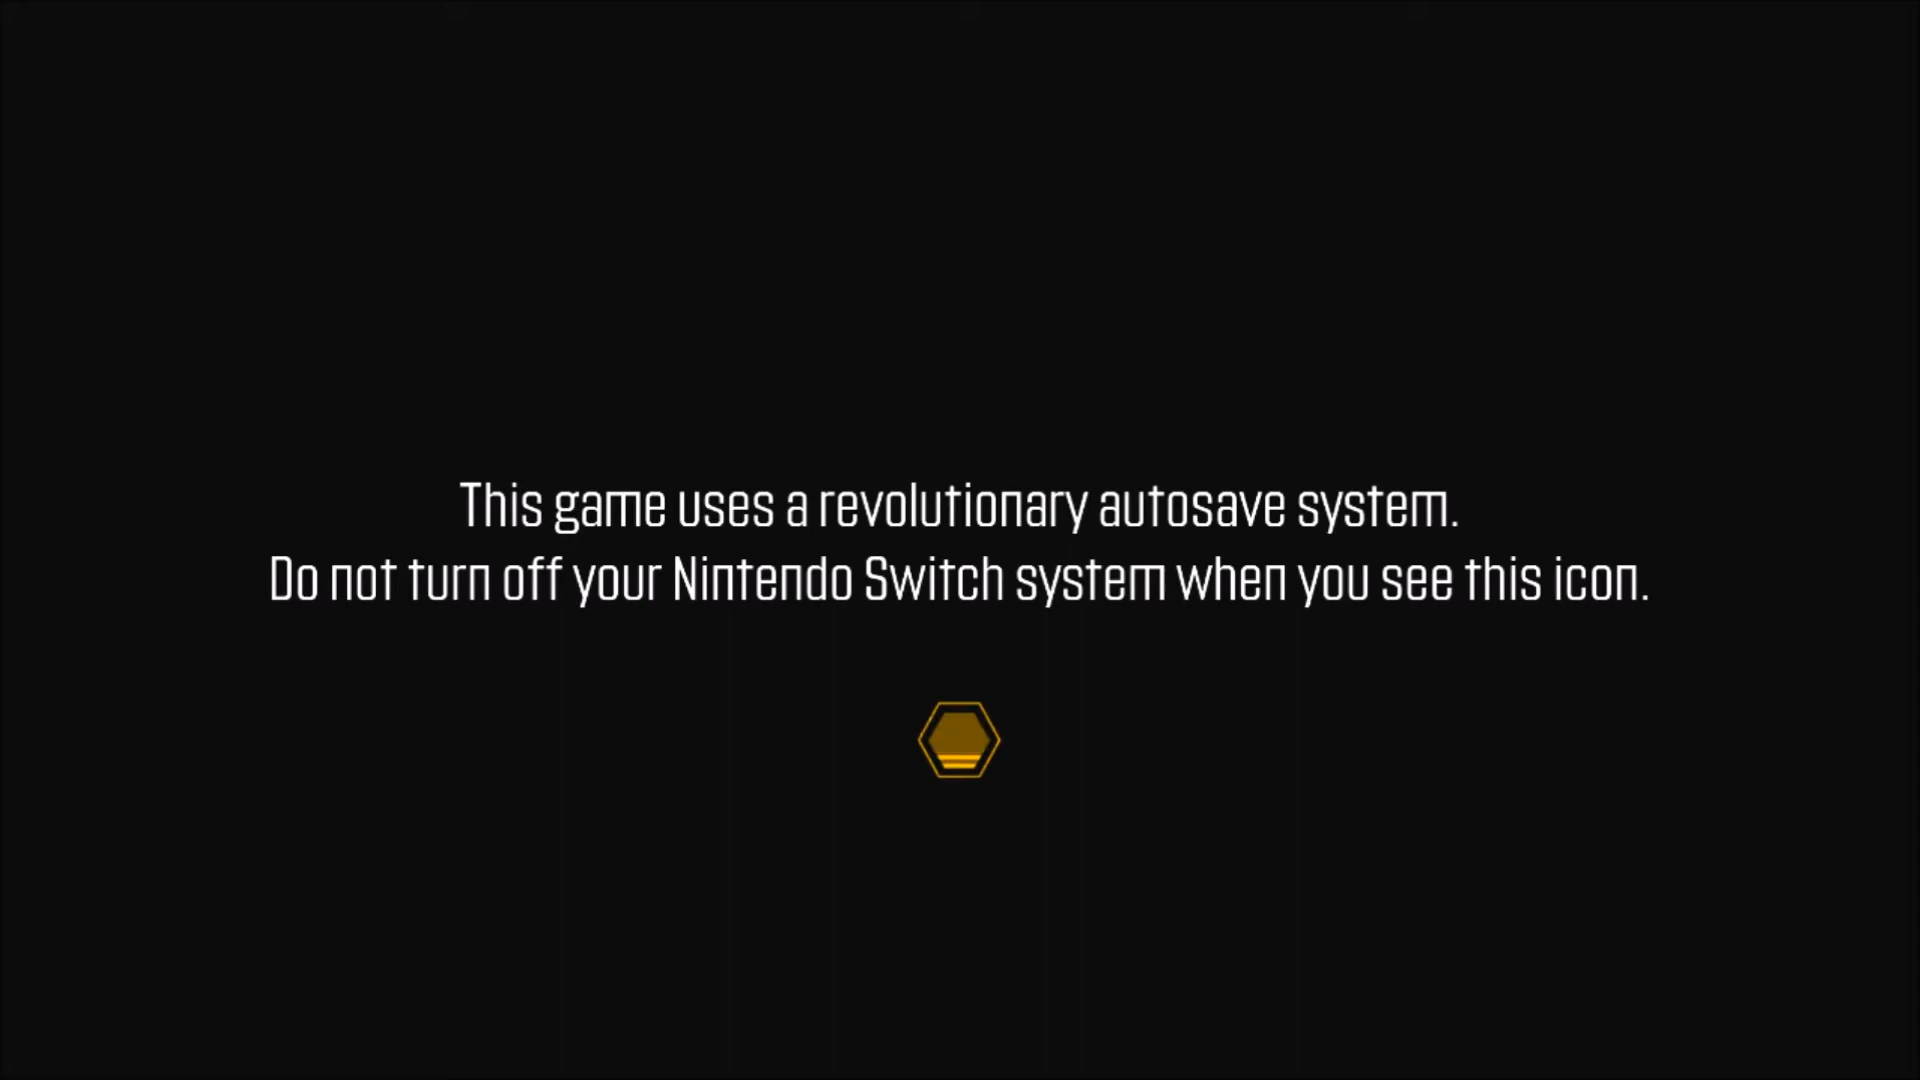 This game uses a revolutionary autosave system.
Do not turn off your Nintendo Switch system when you see this icon.